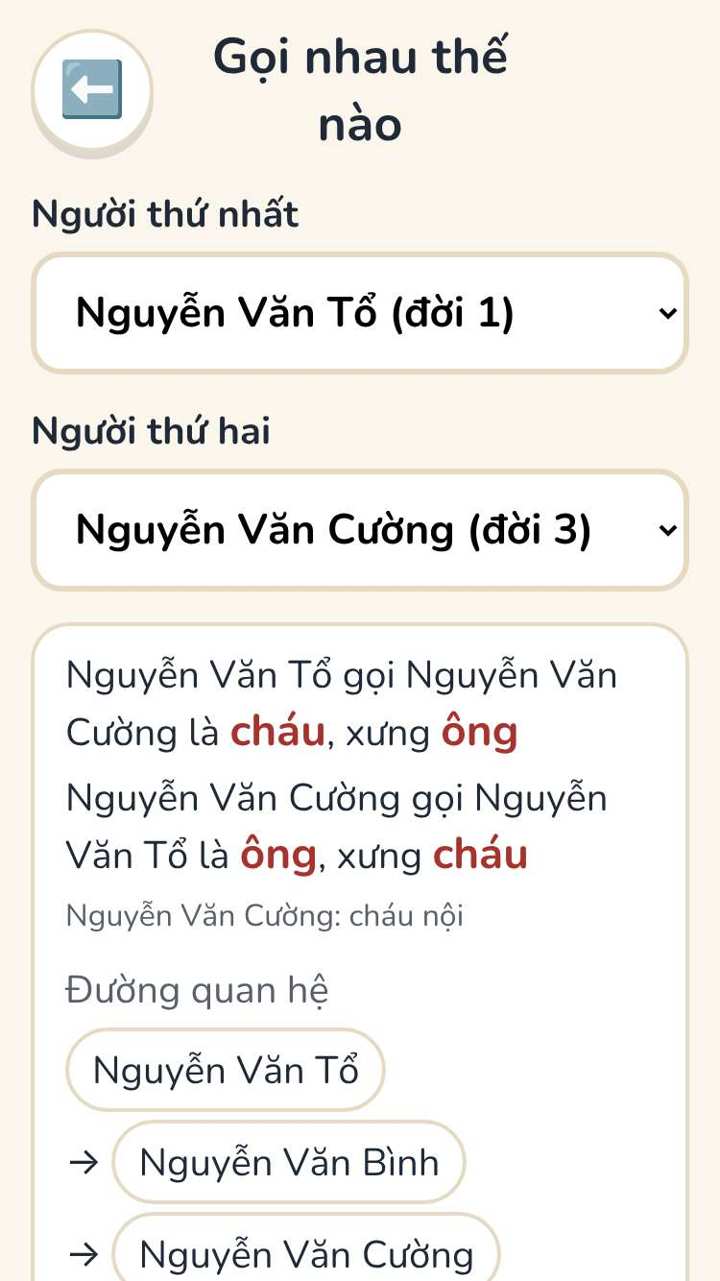 Gọi nhau thế
nào
Người thứ nhất
Nguyễn Văn Tổ (đời 1)
Người thứ hai
Nguyễn Văn Cường (đời 3)
Nguyễn Văn Tổ gọi Nguyễn Văn
Cường là cháu, xưng ông
Nguyễn Văn Cường gọi Nguyễn
Văn Tổ là ông, xưng cháu
Nguyễn Văn Cường: cháu nội
Đường quan hệ
Nguyễn Văn Tổ
→ Nguyễn Văn Bình
→ Nguyễn Văn Cường